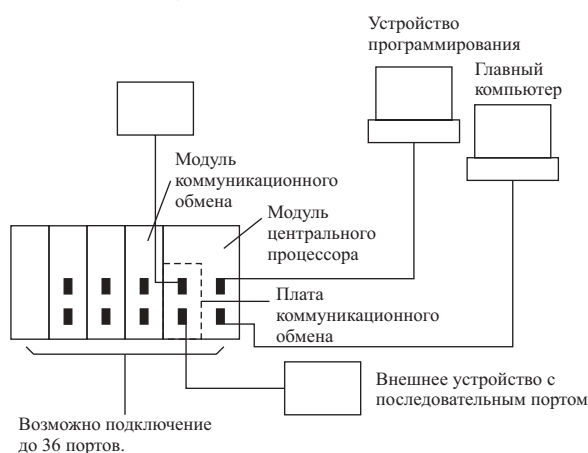 Устройство
программирования
Главный
компьютер
Модуль
коммуникационного
обмена
Модуль
центрального
процессора
Плата
коммуникационного
обмена
Внешнее устройство с
последовательным портом
Возможно подключение
до 36 портов.